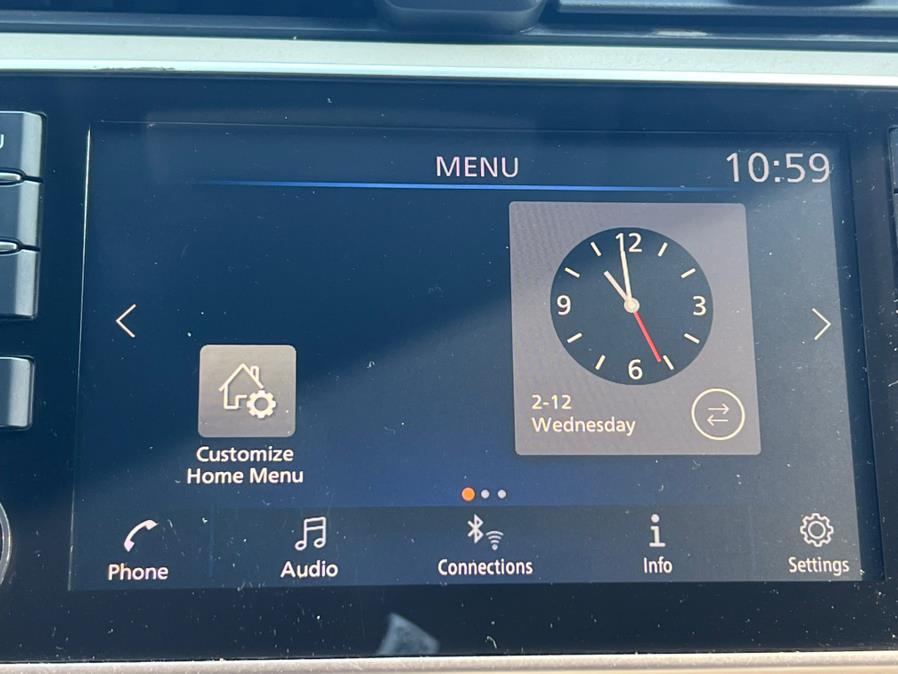 MENU 10:59
12
9 3
6
2-12
Wednesday
Customize
Home Menu
Phone Audio Connections Info Settings